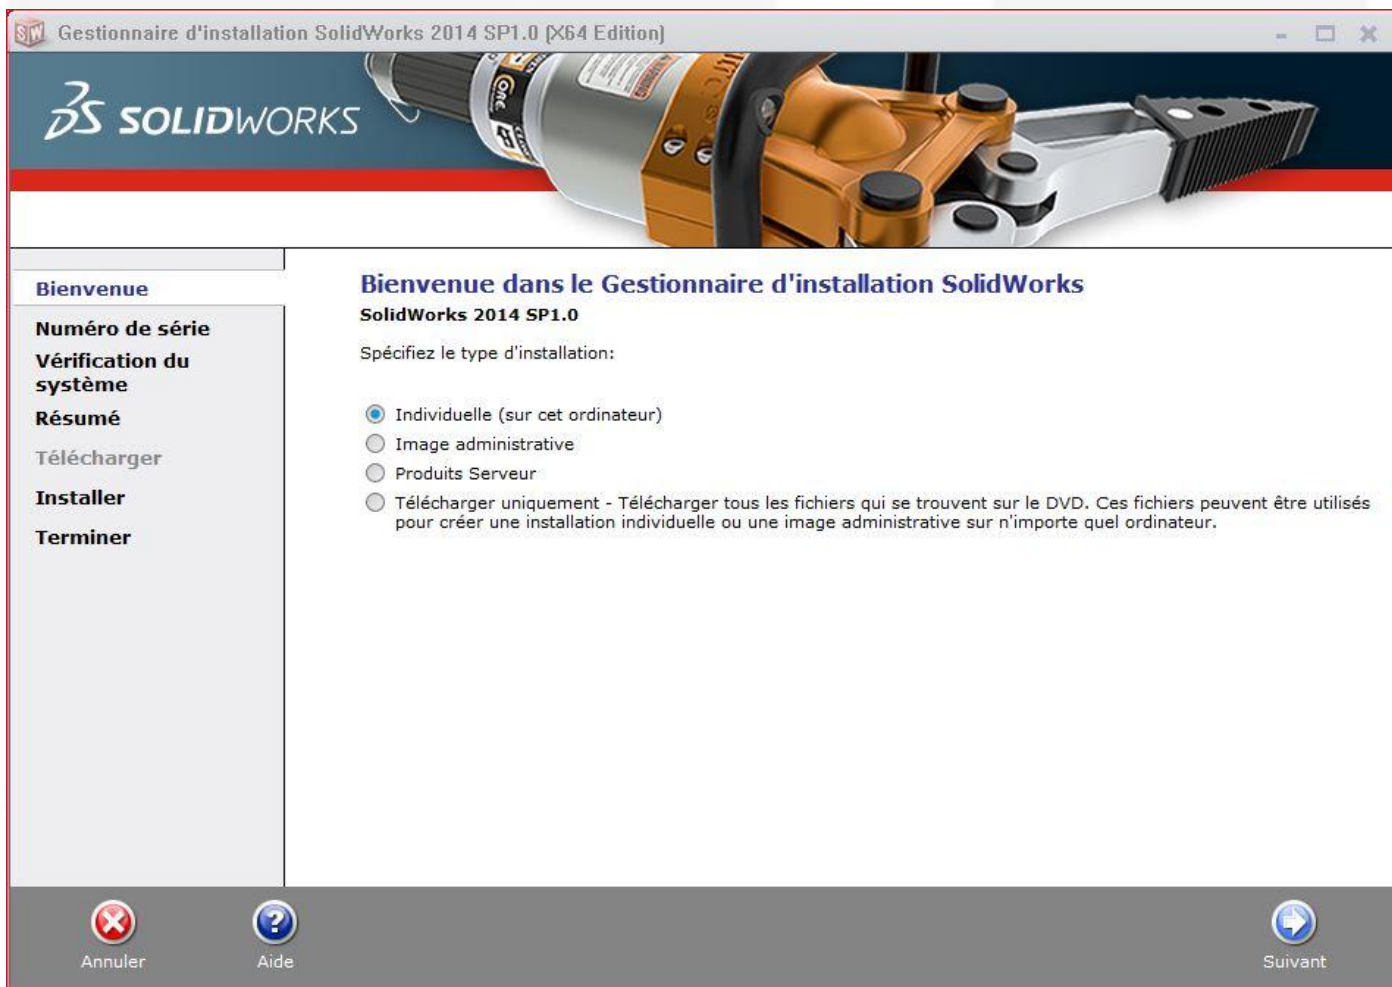 Gestionnaire d'installation SolidWorks 2014 SP1.0 (X64 Edition)
SOLIDWORKS
CORE
Bienvenue
Numéro de série
Vérification du
système
Résumé
Télécharger
Installer
Terminer
Bienvenue dans le Gestionnaire d'installation SolidWorks
SolidWorks 2014 SP1.0
Spécifiez le type d'installation:
Individuelle (sur cet ordinateur)
Image administrative
Produits Serveur
Télécharger uniquement - Télécharger tous les fichiers qui se trouvent sur le DVD. Ces fichiers peuvent être utilisés
pour créer une installation individuelle ou une image administrative sur n'importe quel ordinateur.
Annuler
Aide
Suivant